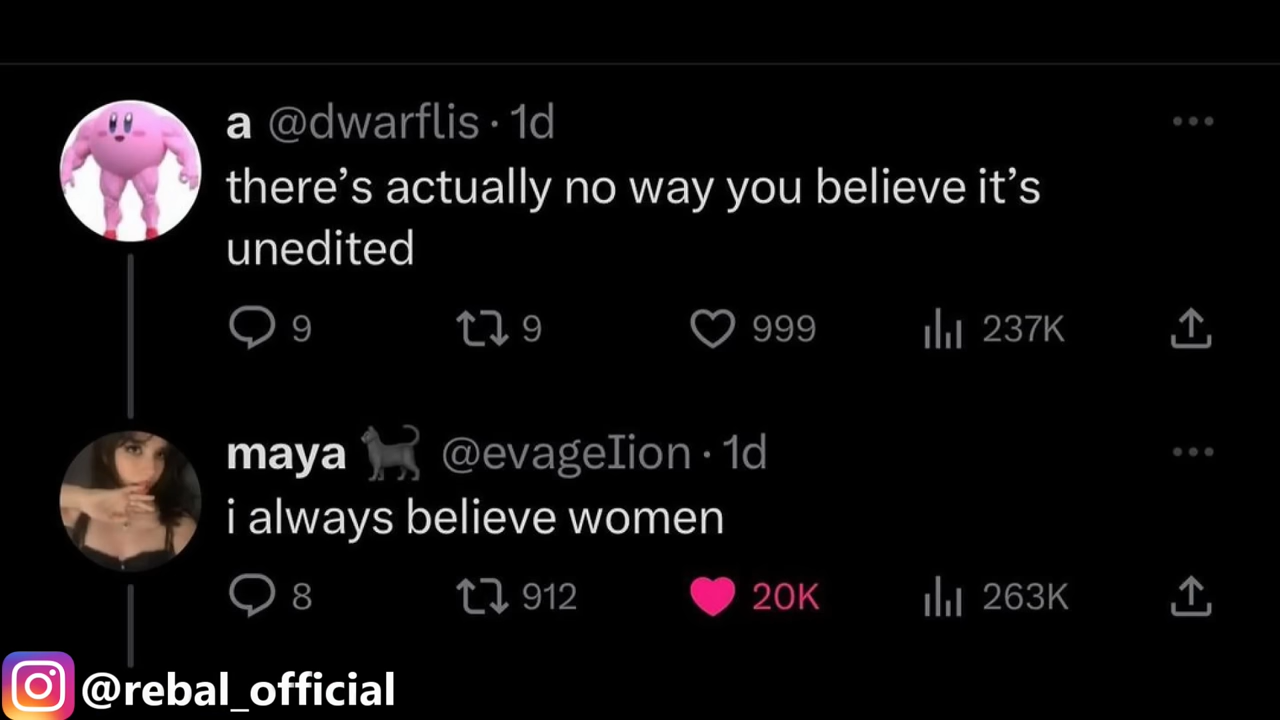 a @dwarflis · 1d
there’s actually no way you believe it’s
unedited
9 9 999 237K
maya 🐈‍⬛ @evageIion · 1d
i always believe women
8 912 20K 263K
@rebal_official